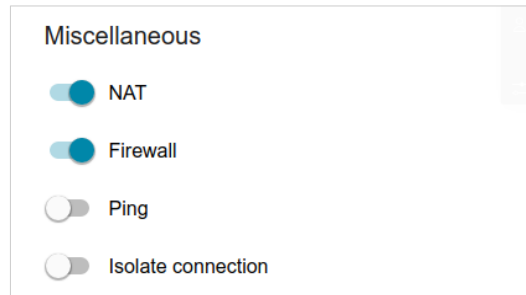 Miscellaneous
NAT
Firewall
Ping
Isolate connection